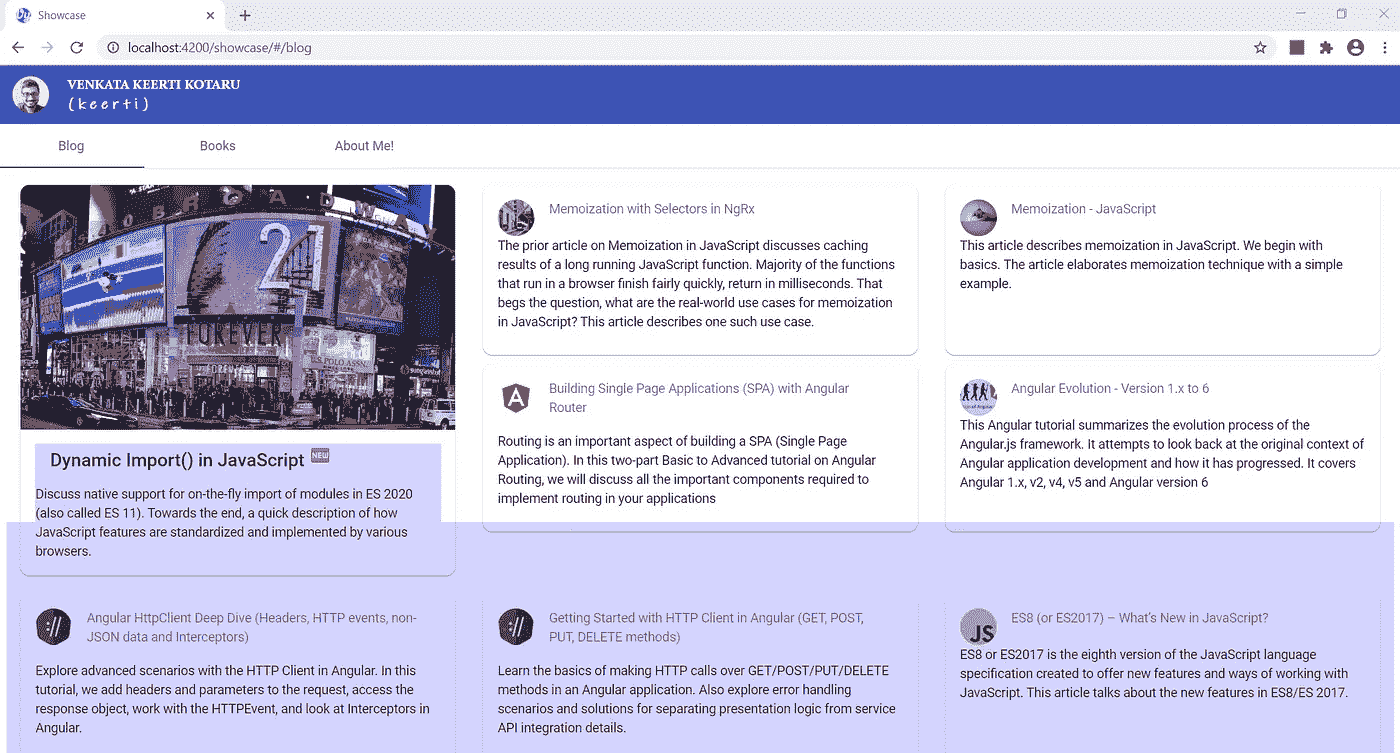 Showcase
localhost:4200/showcase/#/blog
VENKATA KEERTI KOTARU
(keerti)
Blog
Books
About Me!
BROADWAY
21
FOREVER
FOREVER
U.S. POLO ASSN.
Dynamic Import() in JavaScript NEW
Discuss native support for on-the-fly import of modules in ES 2020
(also called ES 11). Towards the end, a quick description of how
JavaScript features are standardized and implemented by various
browsers.
Memoization with Selectors in NgRx
The prior article on Memoization in JavaScript discusses caching
results of a long running JavaScript function. Majority of the functions
that run in a browser finish fairly quickly, return in milliseconds. That
begs the question, what are the real-world use cases for memoization
in JavaScript? This article describes one such use case.
Memoization - JavaScript
This article describes memoization in JavaScript. We begin with
basics. The article elaborates memoization technique with a simple
example.
A
Building Single Page Applications (SPA) with Angular
Router
Routing is an important aspect of building a SPA (Single Page
Application). In this two-part Basic to Advanced tutorial on Angular
Routing, we will discuss all the important components required to
implement routing in your applications
Angular Evolution - Version 1.x to 6
This Angular tutorial summarizes the evolution process of the
Angular.js framework. It attempts to look back at the original context of
Angular application development and how it has progressed. It covers
Angular 1.x, v2, v4, v5 and Angular version 6
://
Angular HttpClient Deep Dive (Headers, HTTP events, non-
JSON data and Interceptors)
Explore advanced scenarios with the HTTP Client in Angular. In this
tutorial, we add headers and parameters to the request, access the
response object, work with the HTTPEvent, and look at Interceptors in
Angular.
://
Getting Started with HTTP Client in Angular (GET, POST,
PUT, DELETE methods)
Learn the basics of making HTTP calls over GET/POST/PUT/DELETE
methods in an Angular application. Also explore error handling
scenarios and solutions for separating presentation logic from service
API integration details.
JS
ES8 (or ES2017) – What's New in JavaScript?
ES8 or ES2017 is the eighth version of the JavaScript language
specification created to offer new features and ways of working with
JavaScript. This article talks about the new features in ES8/ES 2017.